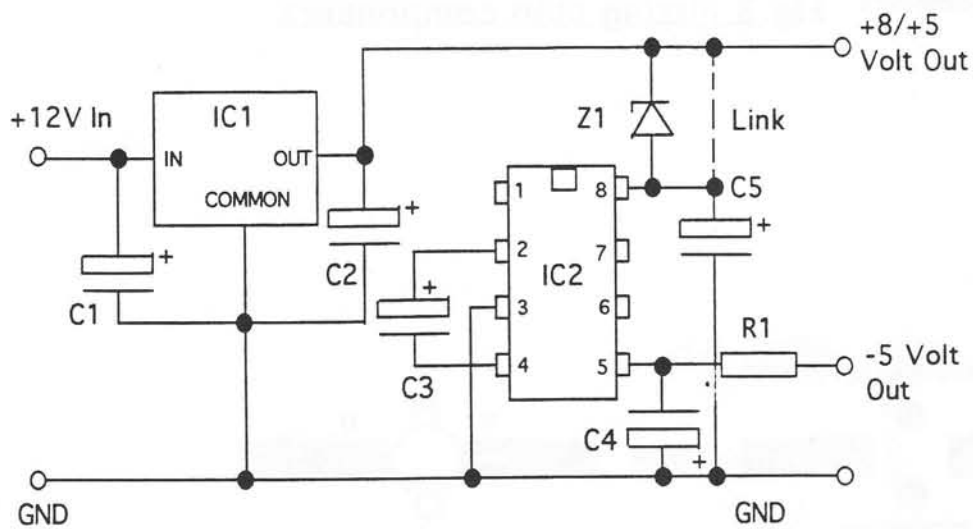 +8/+5
Volt Out
+12V In
IC1
Z1
Link
IN
OUT
COMMON
1
8
C5
+
+
+
2
7
C2
+
IC2
C1
3
6
R1
4
5
-5 Volt
Out
C3
C4
+
GND
GND